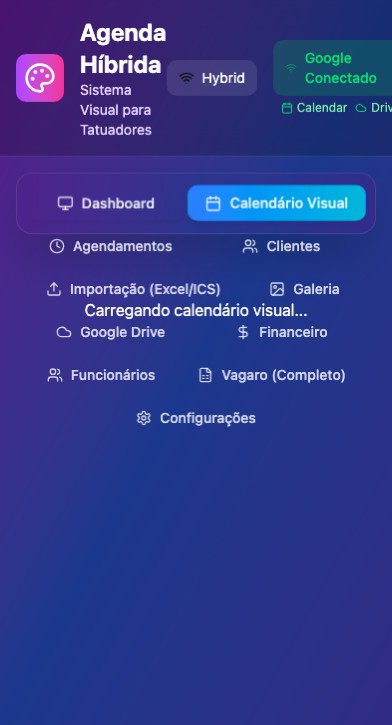 Agenda
Híbrida
Sistema
Visual para
Tatuadores
Hybrid
Google
Conectado
Calendar
Dashboard
Calendário Visual
Agendamentos
Clientes
Importação (Excel/ICS)
Galeria
Carregando calendário visual...
Google Drive
Financeiro
Funcionários
Vagaro (Completo)
Configurações